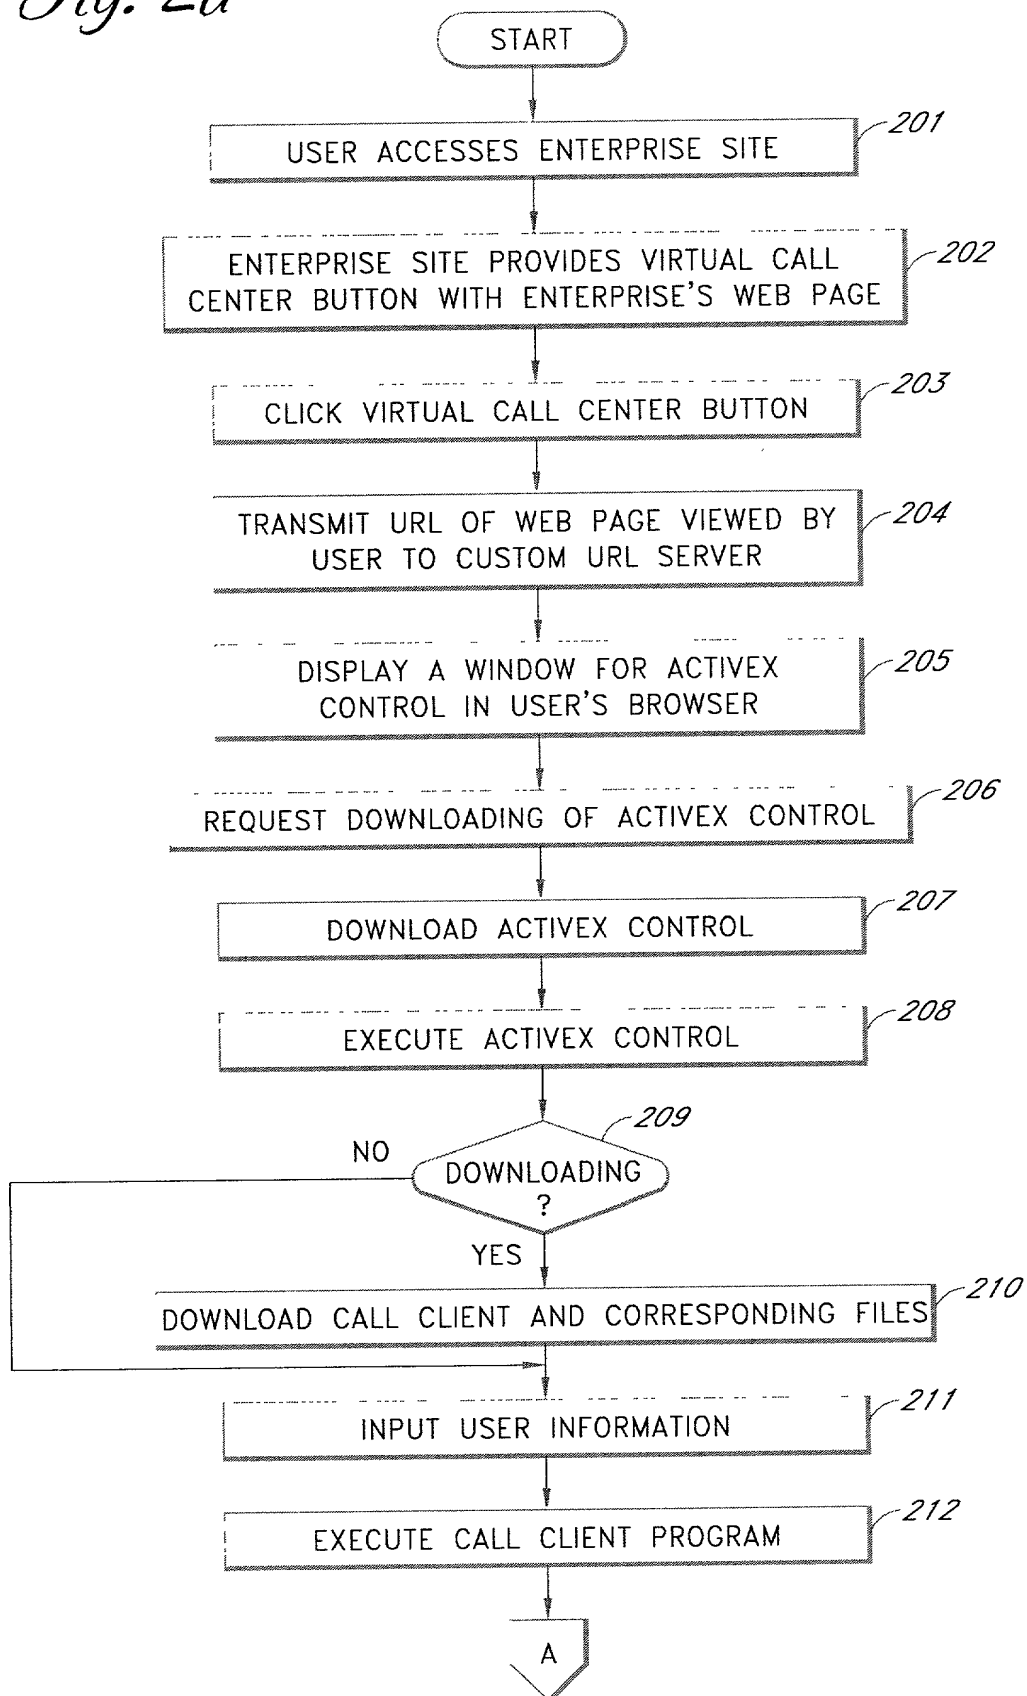 Fig. 2a
START
USER ACCESSES ENTERPRISE SITE
201
ENTERPRISE SITE PROVIDES VIRTUAL CALL
CENTER BUTTON WITH ENTERPRISE'S WEB PAGE
202
CLICK VIRTUAL CALL CENTER BUTTON
203
TRANSMIT URL OF WEB PAGE VIEWED BY
USER TO CUSTOM URL SERVER
204
DISPLAY A WINDOW FOR ACTIVEX
CONTROL IN USER'S BROWSER
205
REQUEST DOWNLOADING OF ACTIVEX CONTROL
206
DOWNLOAD ACTIVEX CONTROL
207
EXECUTE ACTIVEX CONTROL
208
209
NO
DOWNLOADING
?
YES
DOWNLOAD CALL CLIENT AND CORRESPONDING FILES
210
INPUT USER INFORMATION
211
EXECUTE CALL CLIENT PROGRAM
212
A